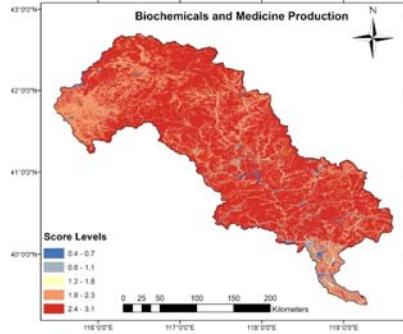 Biochemicals and Medicine Production
N
43°0'0"N
42°0'0"N
41°0'0"N
40°0'0"N
Score Levels
0.4 - 0.7
0.8 - 1.1
1.2 - 1.8
1.9 - 2.3
2.4 - 3.1
0 25 50 100 150 200
Kilometers
116°0'0"E 117°0'0"E 118°0'0"E 119°0'0"E